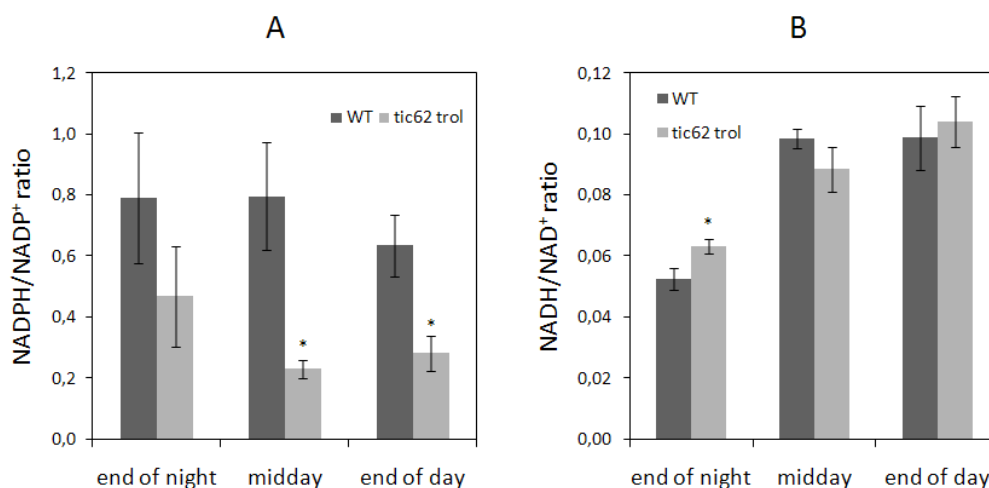 A
NADPH/NADP⁺ ratio
1,2
1,0
0,8
0,6
0,4
0,2
0,0
WT tic62 trol
*
*
end of night midday end of day
B
NADH/NAD⁺ ratio
0,12
0,10
0,08
0,06
0,04
0,02
0,00
WT
tic62 trol
*
end of night midday end of day